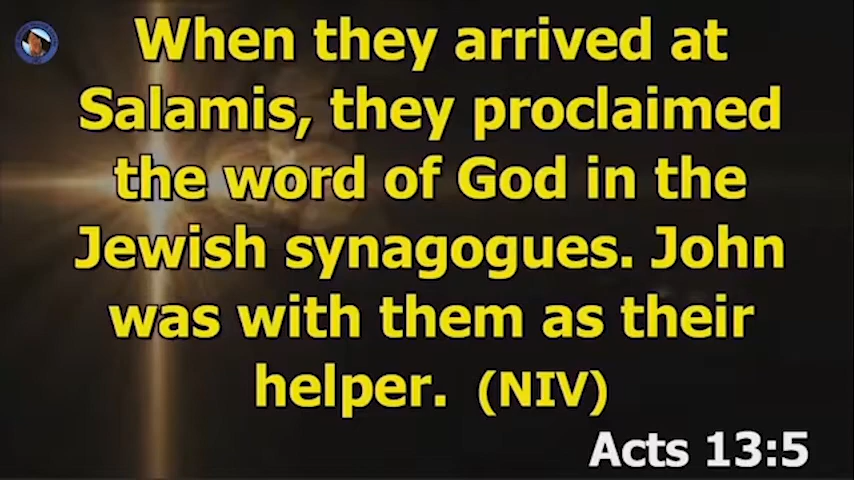 When they arrived at
Salamis, they proclaimed
the word of God in the
Jewish synagogues. John
was with them as their
helper. (NIV)
Acts 13:5